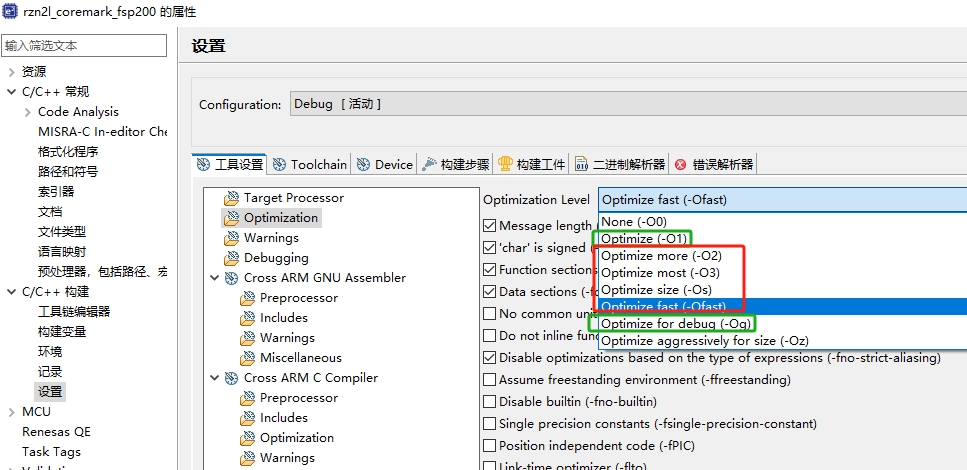 rzn2l_coremark_fsp200 的属性
输入筛选文本
资源
C/C++ 常规
Code Analysis
MISRA-C In-editor Che
格式化程序
路径和符号
索引器
文档
文件类型
语言映射
预处理器，包括路径、宏
C/C++ 构建
工具链编辑器
构建变量
环境
记录
设置
MCU
Renesas QE
Task Tags
设置
Configuration: Debug [ 活动 ]
工具设置 Toolchain Device 构建步骤 构建工件 二进制解析器 错误解析器
Target Processor
Optimization
Warnings
Debugging
Cross ARM GNU Assembler
Preprocessor
Includes
Warnings
Miscellaneous
Cross ARM C Compiler
Preprocessor
Includes
Optimization
Warnings
Optimization Level Optimize fast (-Ofast)
None (-O0)
Optimize (-O1)
Optimize more (-O2)
Optimize most (-O3)
Optimize size (-Os)
Optimize fast (-Ofast)
Optimize for debug (-Og)
Optimize aggressively for size (-Oz)
Message length
'char' is signed
Function sections
Data sections (-f
No common unit
Do not inline func
Disable optimizations based on the type of expressions (-fno-strict-aliasing)
Assume freestanding environment (-ffreestanding)
Disable builtin (-fno-builtin)
Single precision constants (-fsingle-precision-constant)
Position independent code (-fPIC)
Link-time optimizer (-flto)